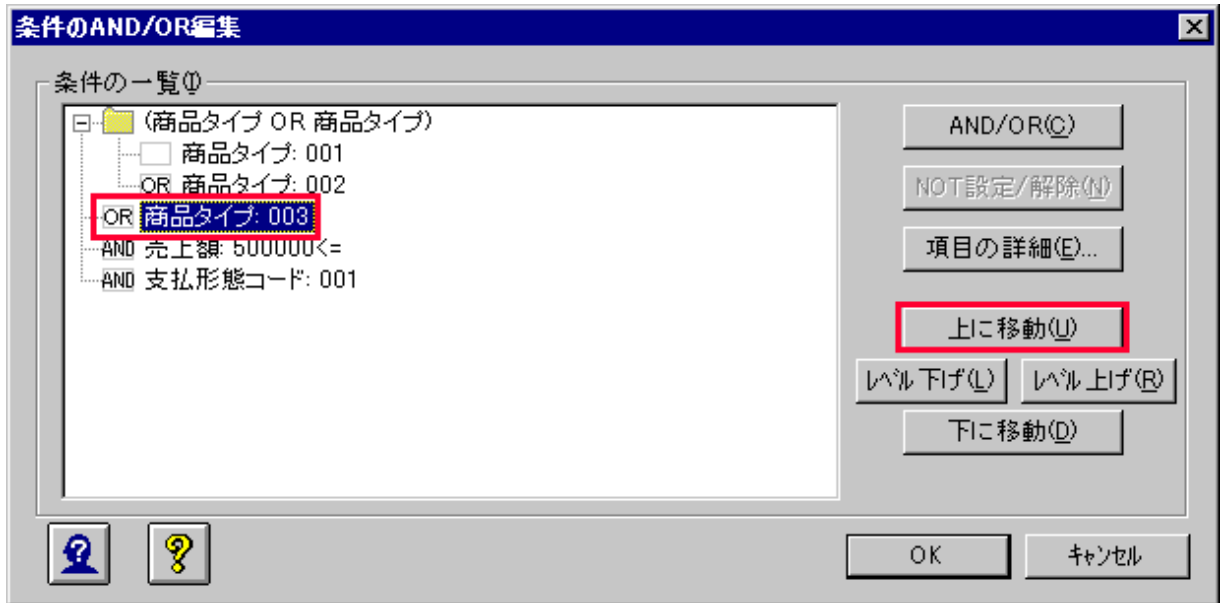 条件のAND/OR編集
条件の一覧(I)
(商品タイプ OR 商品タイプ)
商品タイプ: 001
OR 商品タイプ: 002
OR 商品タイプ: 003
AND 売上額: 500000<=
AND 支払形態コード: 001
AND/OR(C)
NOT設定/解除(N)
項目の詳細(E)...
上に移動(U)
ﾚﾍﾞﾙ下げ(L)
ﾚﾍﾞﾙ上げ(R)
下に移動(D)
OK
ｷｬﾝｾﾙ